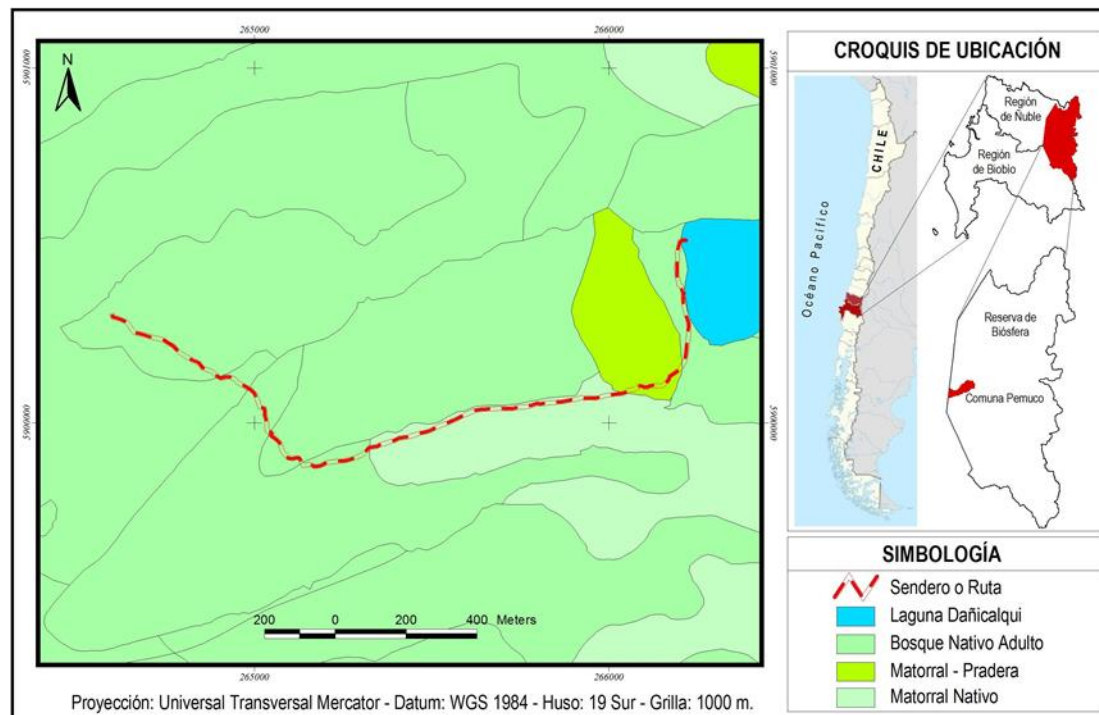 265000
266000
5901000
5901000
N
5900000
5900000
200 0 200 400 Meters
265000
266000
Proyección: Universal Transversal Mercator - Datum: WGS 1984 - Huso: 19 Sur - Grilla: 1000 m.
CROQUIS DE UBICACIÓN
Océano Pacífico
CHILE
Región
de Ñuble
Región
de Biobío
Reserva de
Biósfera
Comuna Pemuco
SIMBOLOGÍA
Sendero o Ruta
Laguna Dañicalqui
Bosque Nativo Adulto
Matorral - Pradera
Matorral Nativo